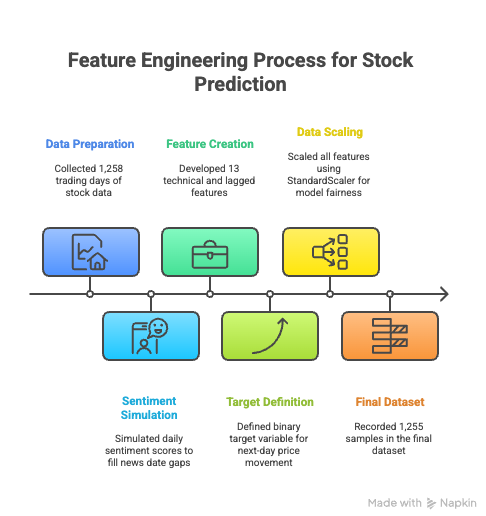 Feature Engineering Process for Stock
Prediction
Data Preparation
Collected 1,258
trading days of
stock data
Feature Creation
Developed 13
technical and lagged
features
Data Scaling
Scaled all features
using
StandardScaler for
model fairness
Sentiment
Simulation
Simulated daily
sentiment scores to
fill news date gaps
Target Definition
Defined binary
target variable for
next-day price
movement
Final Dataset
Recorded 1,255
samples in the final
dataset
Made with Napkin